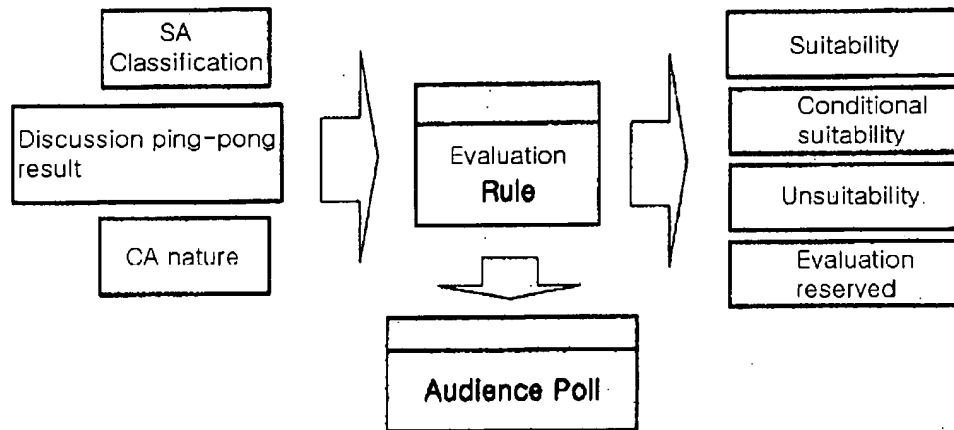 SA
Classification
Discussion ping-pong
result
CA nature
Evaluation
Rule
Audience Poll
Suitability
Conditional
suitability
Unsuitability.
Evaluation
reserved